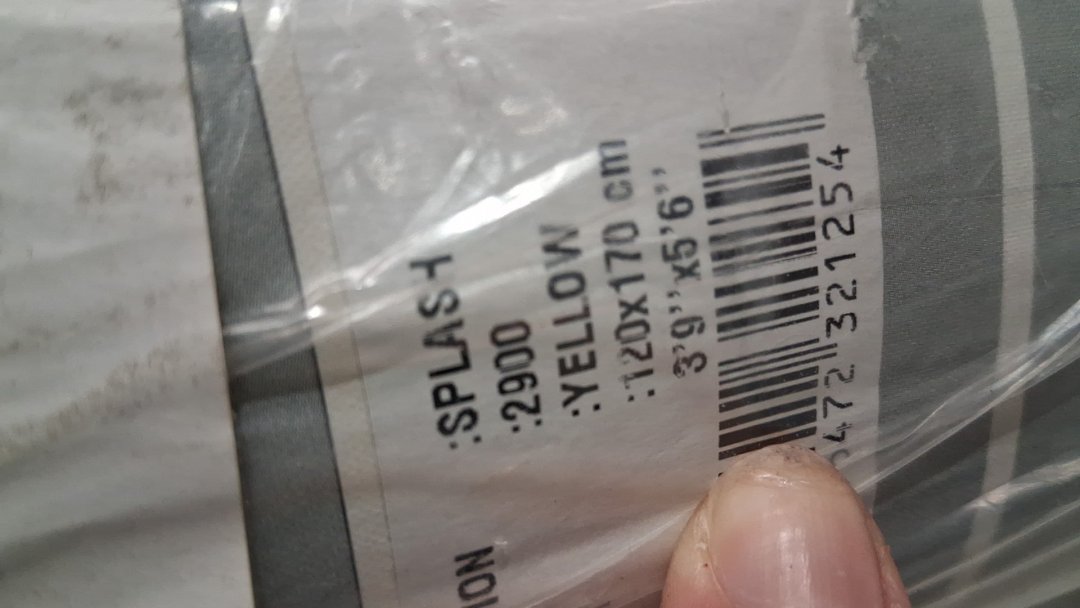 :SPLASH
:2900
:YELLOW
:120x170 cm
3'9''x5'6''
472 321254
ION